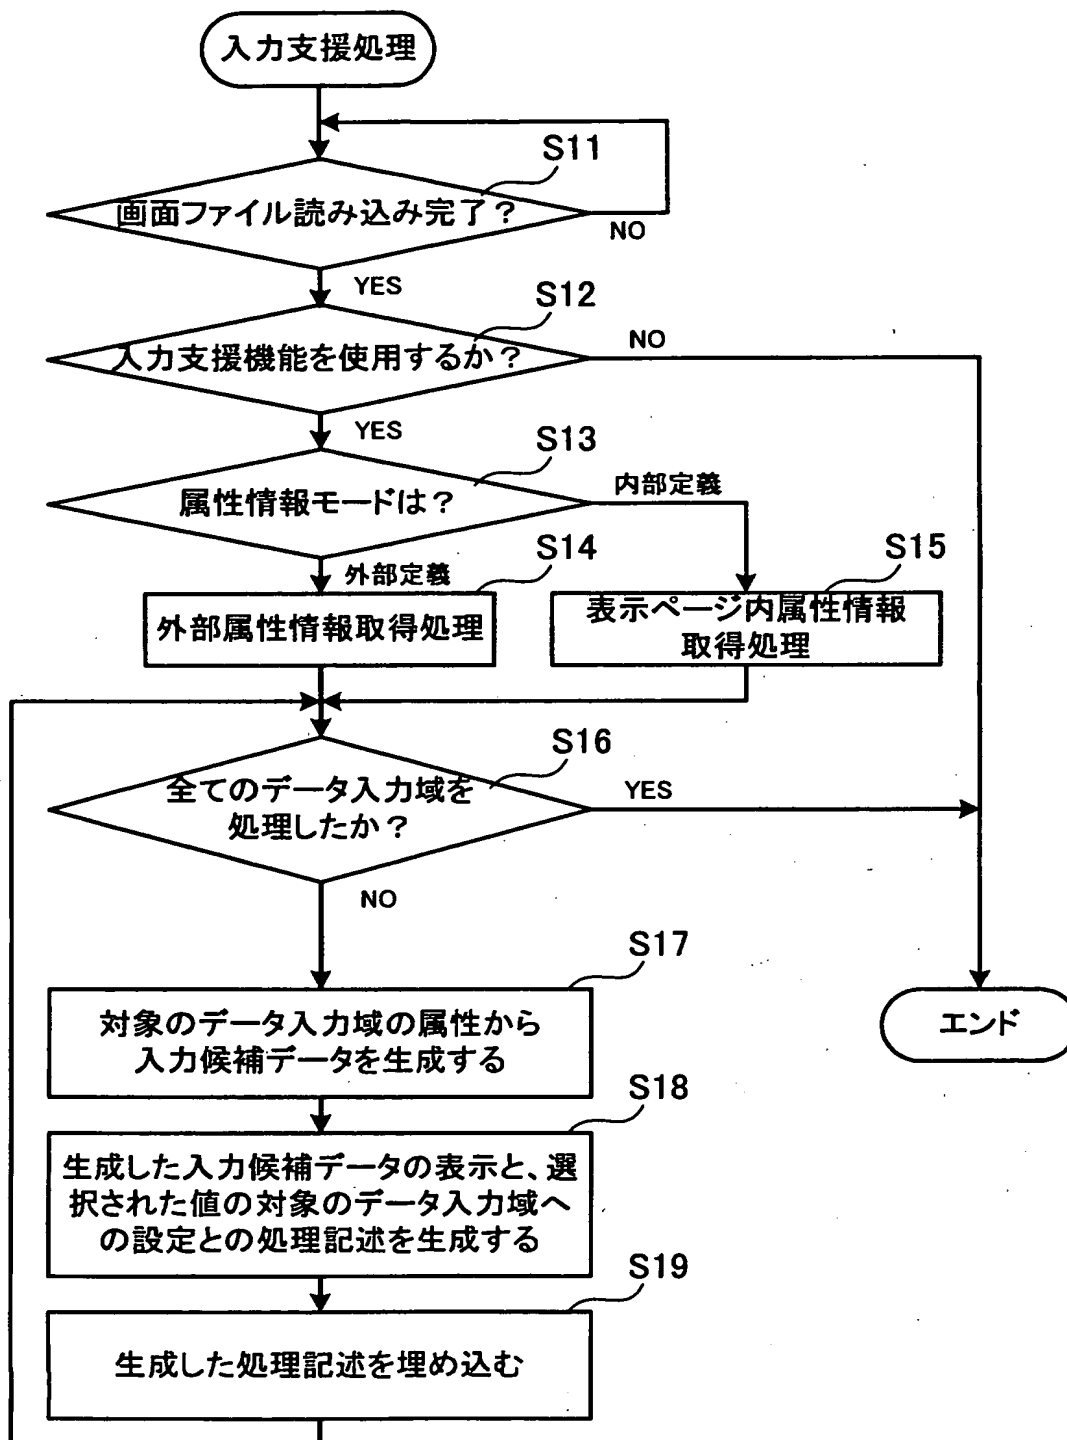 入力支援処理
S11
画面ファイル読み込み完了？
NO
YES
S12
入力支援機能を使用するか？
NO
YES
S13
属性情報モードは？
内部定義
S14
外部定義
S15
外部属性情報取得処理
表示ページ内属性情報
取得処理
S16
全てのデータ入力域を
処理したか？
YES
NO
S17
対象のデータ入力域の属性から
入力候補データを生成する
エンド
S18
生成した入力候補データの表示と、選
択された値の対象のデータ入力域へ
の設定との処理記述を生成する
S19
生成した処理記述を埋め込む